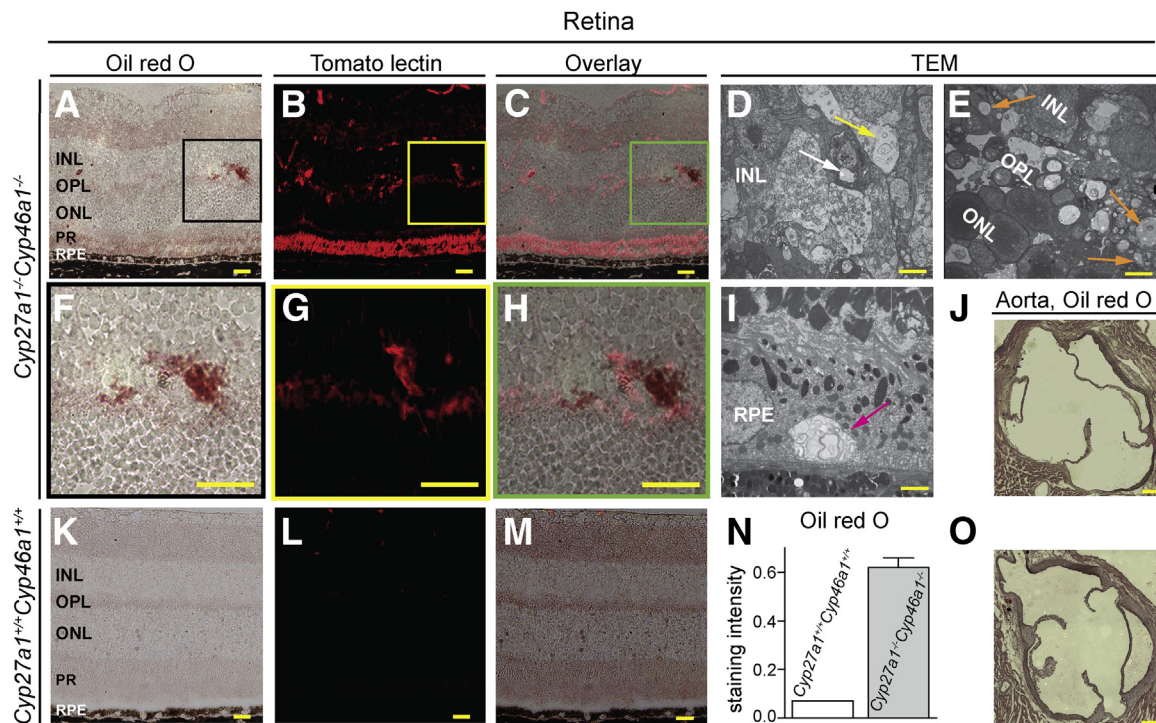 Retina
Oil red O
Tomato lectin
Overlay
TEM
Cyp27a1-/-Cyp46a1-/-
A
INL
OPL
ONL
PR
RPE
B
C
D
INL
E
INL
OPL
ONL
F
G
H
I
RPE
J
Aorta, Oil red O
Cyp27a1+/+Cyp46a1+/+
K
INL
OPL
ONL
PR
RPE
L
M
N
Oil red O
staining intensity
0.6
0.6
0.2
0.0
Cyp27a1+/+Cyp46a1+/+
Cyp27a1-/-Cyp46a1-/-
O